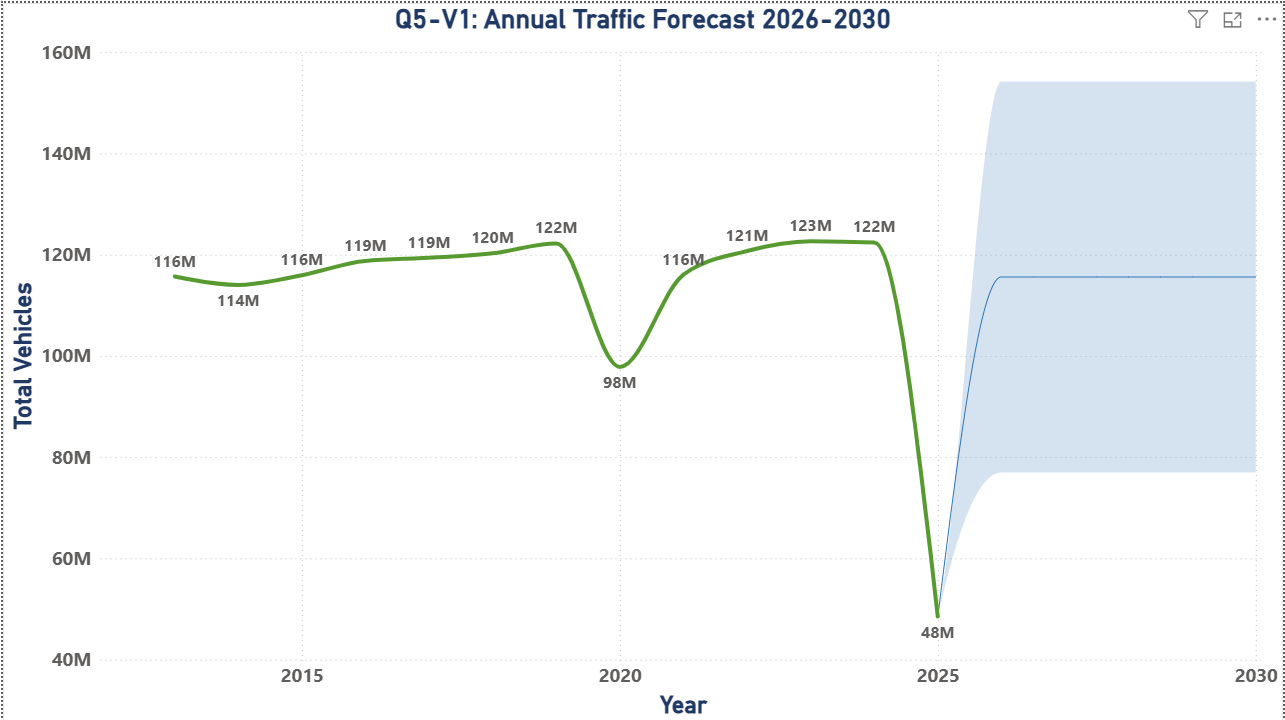 Q5-V1: Annual Traffic Forecast 2026-2030
160M
140M
120M
100M
80M
60M
40M
Total Vehicles
116M
114M
116M
119M
119M
120M
122M
98M
116M
121M
123M
122M
48M
2015
2020
2025
2030
Year